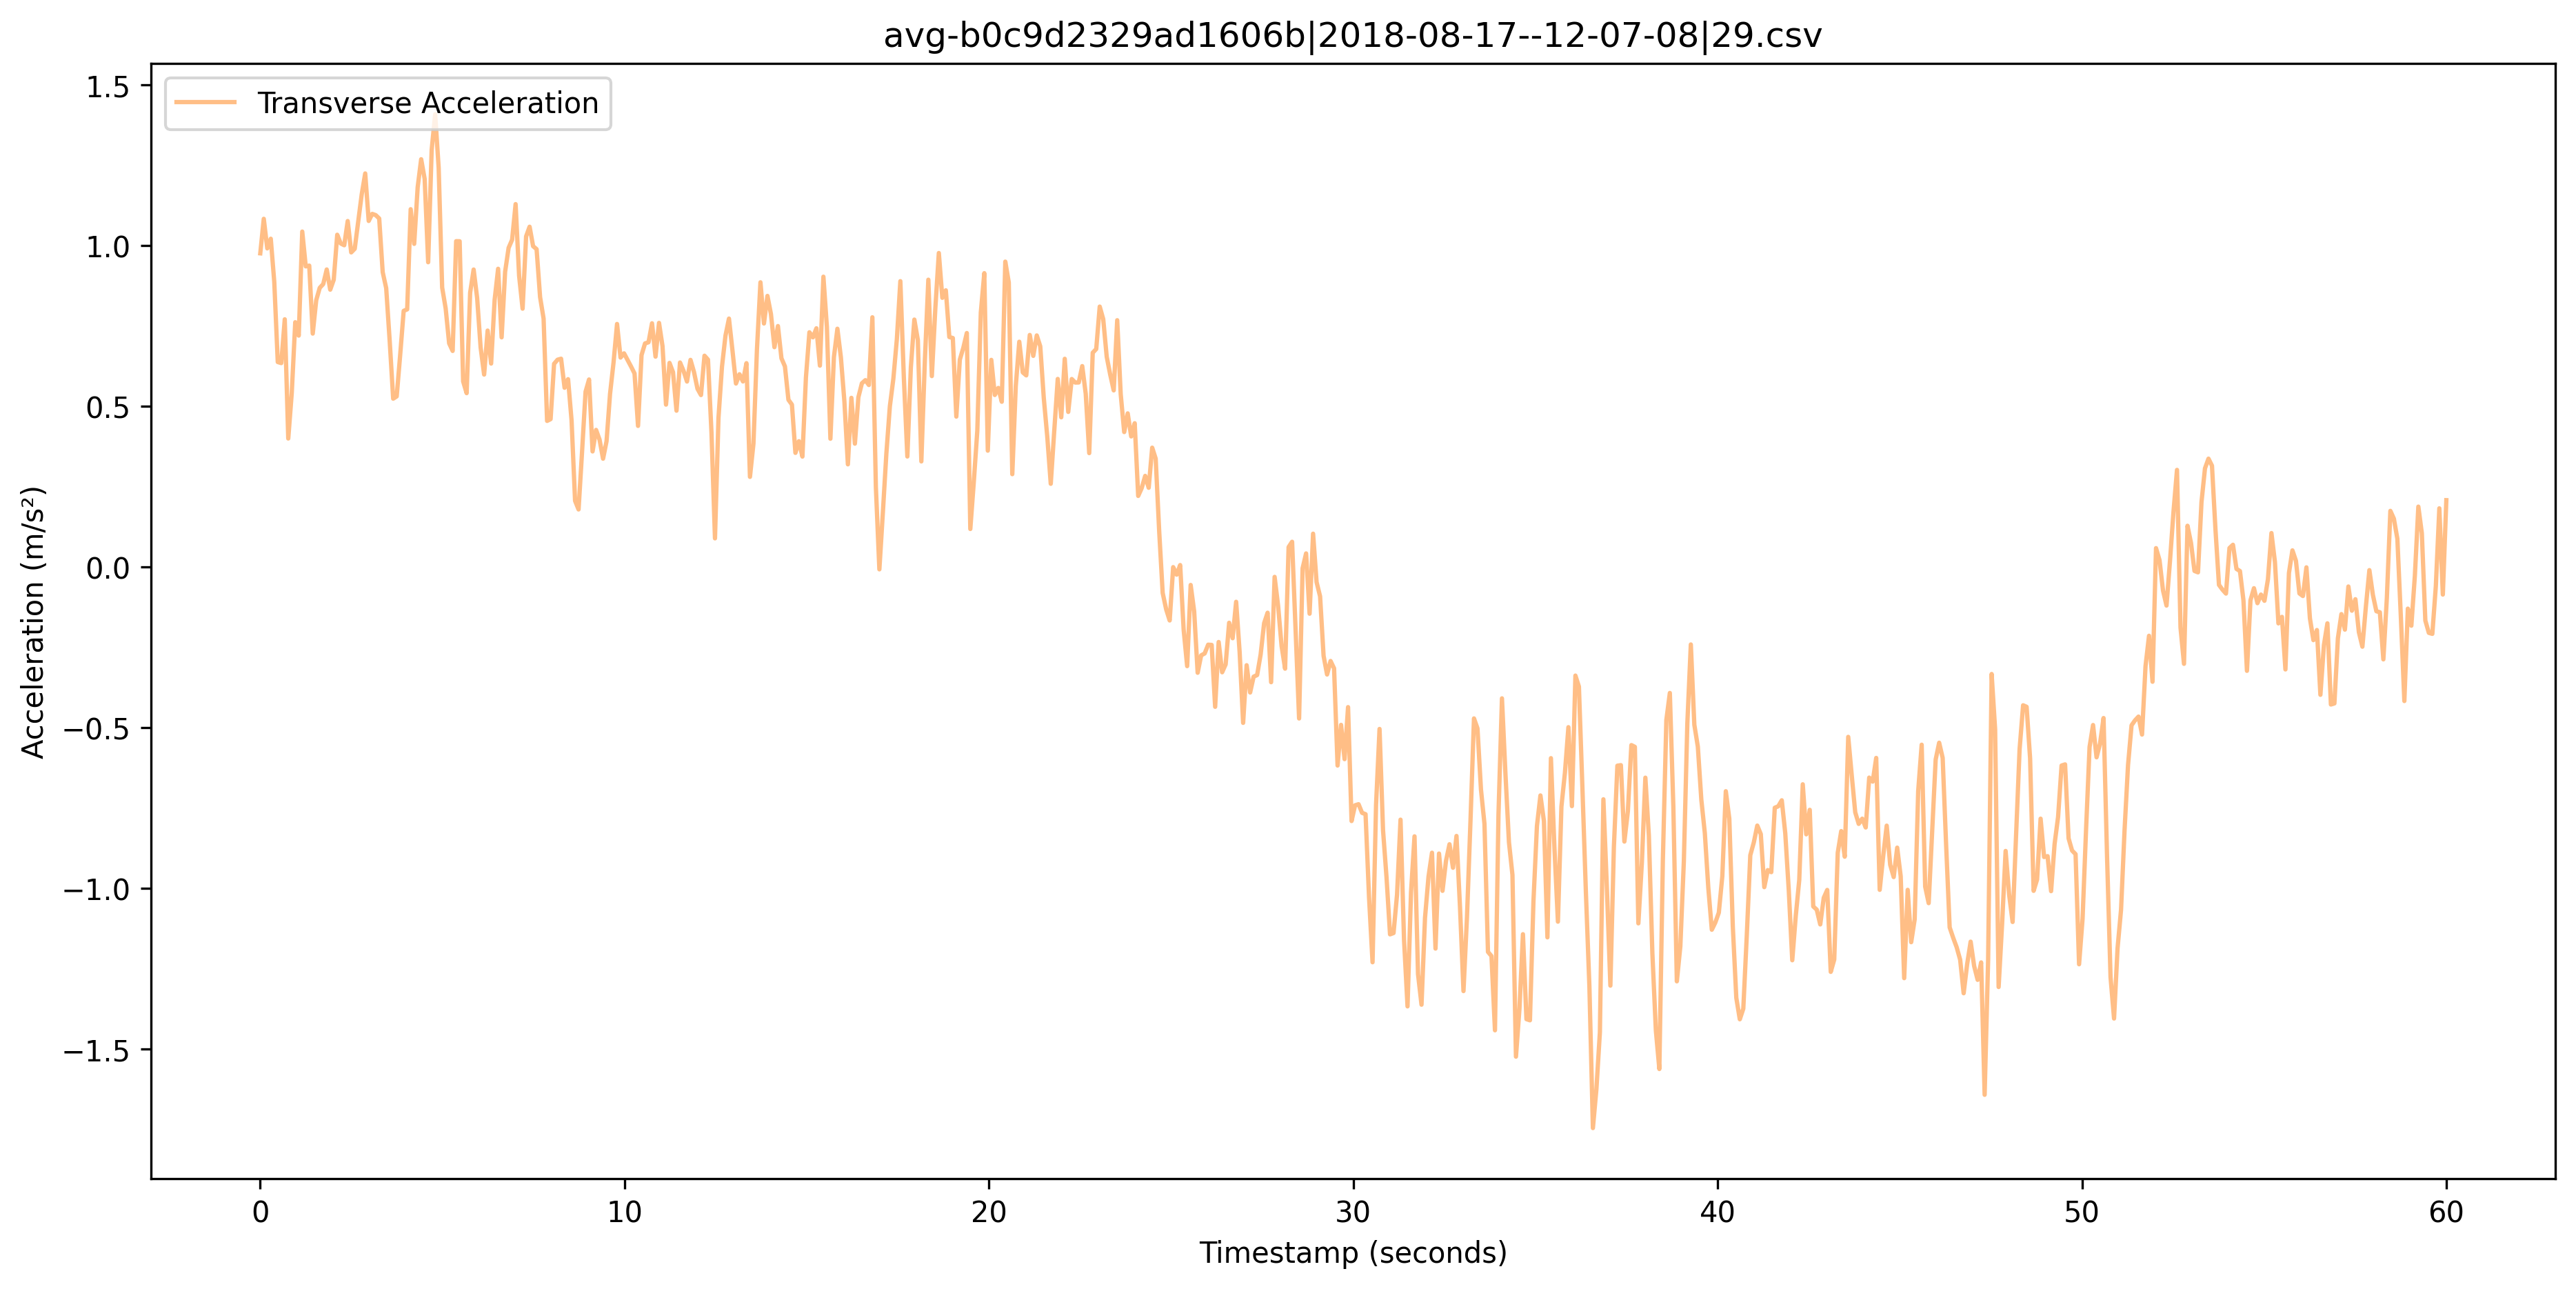 avg-b0c9d2329ad1606b|2018-08-17--12-07-08|29.csv
Transverse Acceleration
Acceleration (m/s²)
1.5
1.0
0.5
0.0
−0.5
−1.0
−1.5
0 10 20 30 40 50 60
Timestamp (seconds)